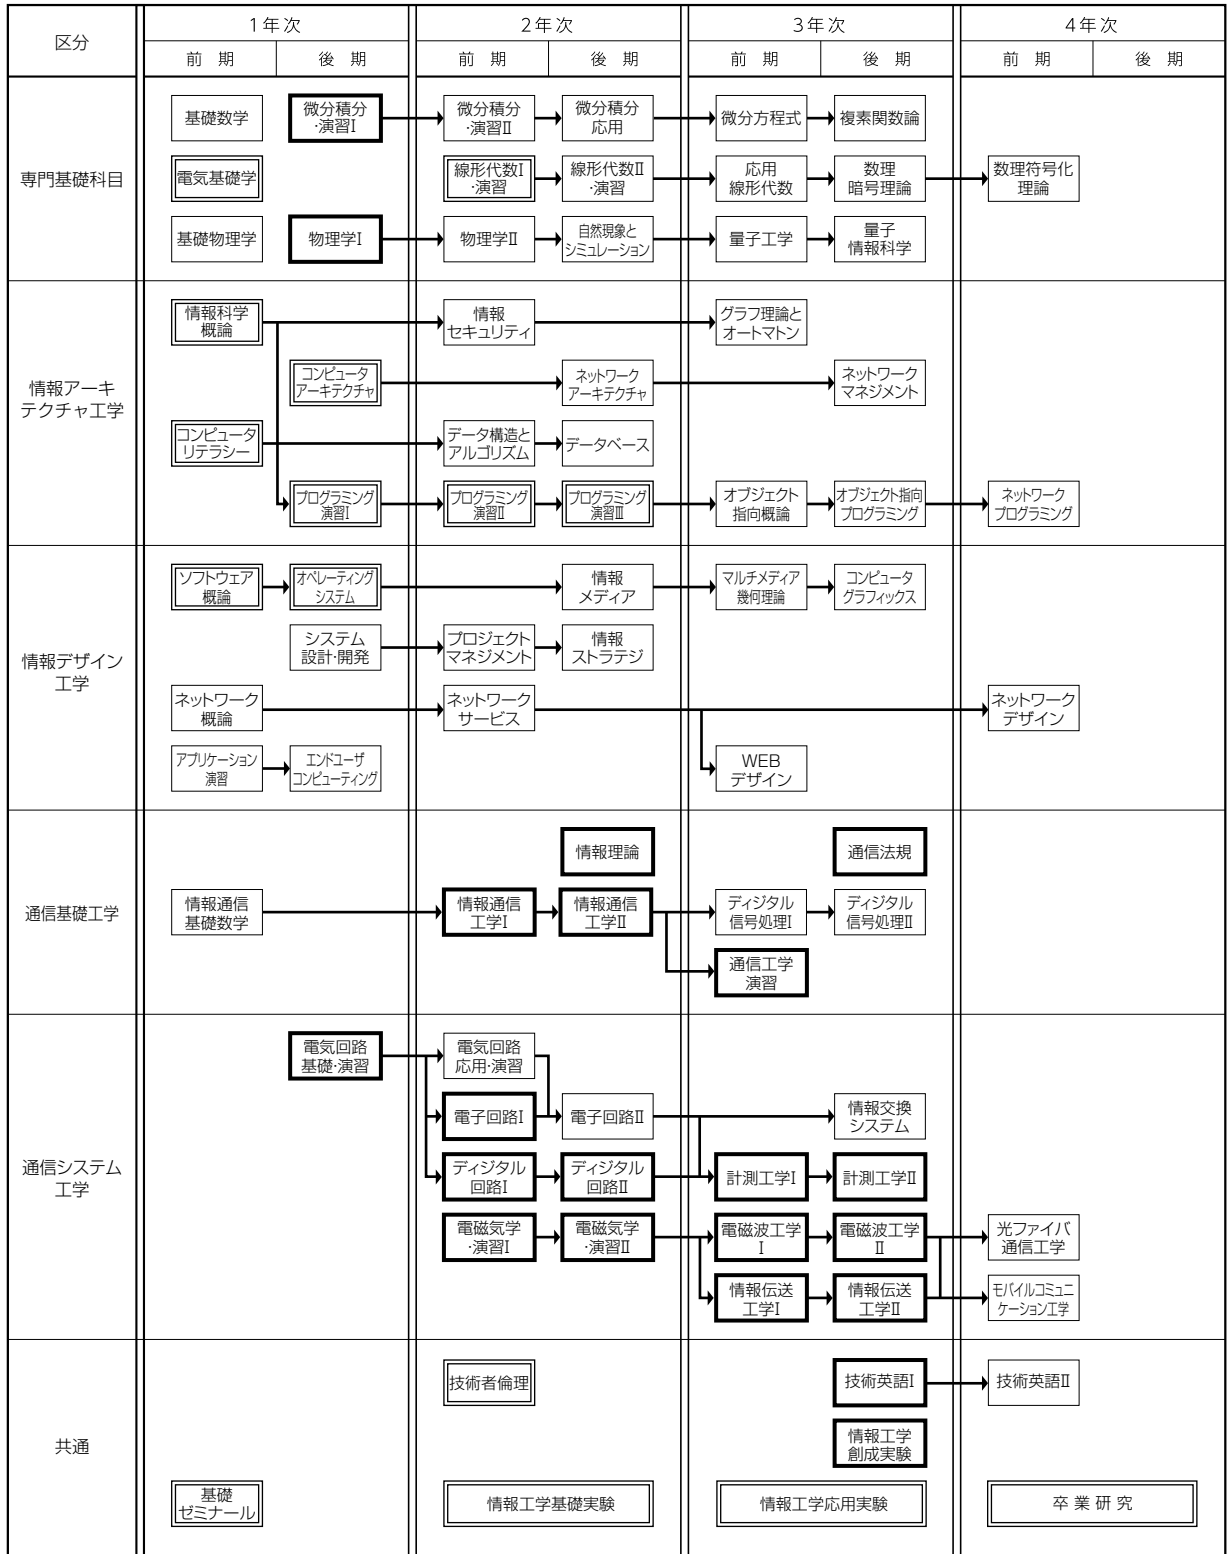 区分
1年次
2年次
3年次
4年次
前 期
後 期
前 期
後 期
前 期
後 期
前 期
後 期
専門基礎科目
基礎数学
微分積分
・演習I
微分積分
・演習II
微分積分
応用
微分方程式
複素関数論
電気基礎学
線形代数I
・演習
線形代数II
・演習
応用
線形代数
数理
暗号理論
数理符号化
理論
基礎物理学
物理学I
物理学II
自然現象と
シミュレーション
量子工学
量子
情報科学
情報アーキ
テクチャ工学
情報科学
概論
情報
セキュリティ
グラフ理論と
オートマトン
コンピュータ
アーキテクチャ
ネットワーク
アーキテクチャ
ネットワーク
マネジメント
コンピュータ
リテラシー
データ構造と
アルゴリズム
データベース
プログラミング
演習I
プログラミング
演習II
プログラミング
演習III
オブジェクト
指向概論
オブジェクト指向
プログラミング
ネットワーク
プログラミング
情報デザイン
工学
ソフトウェア
概論
オペレーティング
システム
情報
メディア
マルチメディア
幾何理論
コンピュータ
グラフィックス
システム
設計・開発
プロジェクト
マネジメント
情報
ストラテジ
ネットワーク
概論
ネットワーク
サービス
ネットワーク
デザイン
アプリケーション
演習
エンドユーザ
コンピューティング
WEB
デザイン
通信基礎工学
情報理論
通信法規
情報通信
基礎数学
情報通信
工学I
情報通信
工学II
ディジタル
信号処理I
ディジタル
信号処理II
通信工学
演習
通信システム
工学
電気回路
基礎・演習
電気回路
応用・演習
電子回路I
電子回路II
情報交換
システム
ディジタル
回路I
ディジタル
回路II
計測工学I
計測工学II
電磁気学
・演習I
電磁気学
・演習II
電磁波工学
I
電磁波工学
II
光ファイバ
通信工学
情報伝送
工学I
情報伝送
工学II
モバイルコミュニ
ケーション工学
共通
技術者倫理
技術英語I
技術英語II
情報工学
創成実験
基礎
ゼミナール
情報工学基礎実験
情報工学応用実験
卒業研究